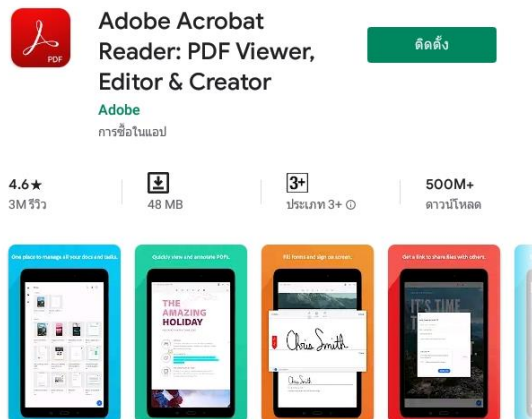 Adobe Acrobat
Reader: PDF Viewer,
Editor & Creator
ติดตั้ง
PDF
Adobe
การซื้อในแอป
4.6★
3M รีวิว
48 MB
3+
ประเภท 3+
500M+
ดาวน์โหลด
One place to manage all your docs and tasks.
Quickly view and annotate PDFs.
Fill forms and sign on screen.
Get a link to share files with others.
THE
AMAZING
HOLIDAY
Chris Smith
Chris Smith
IT'S TIME